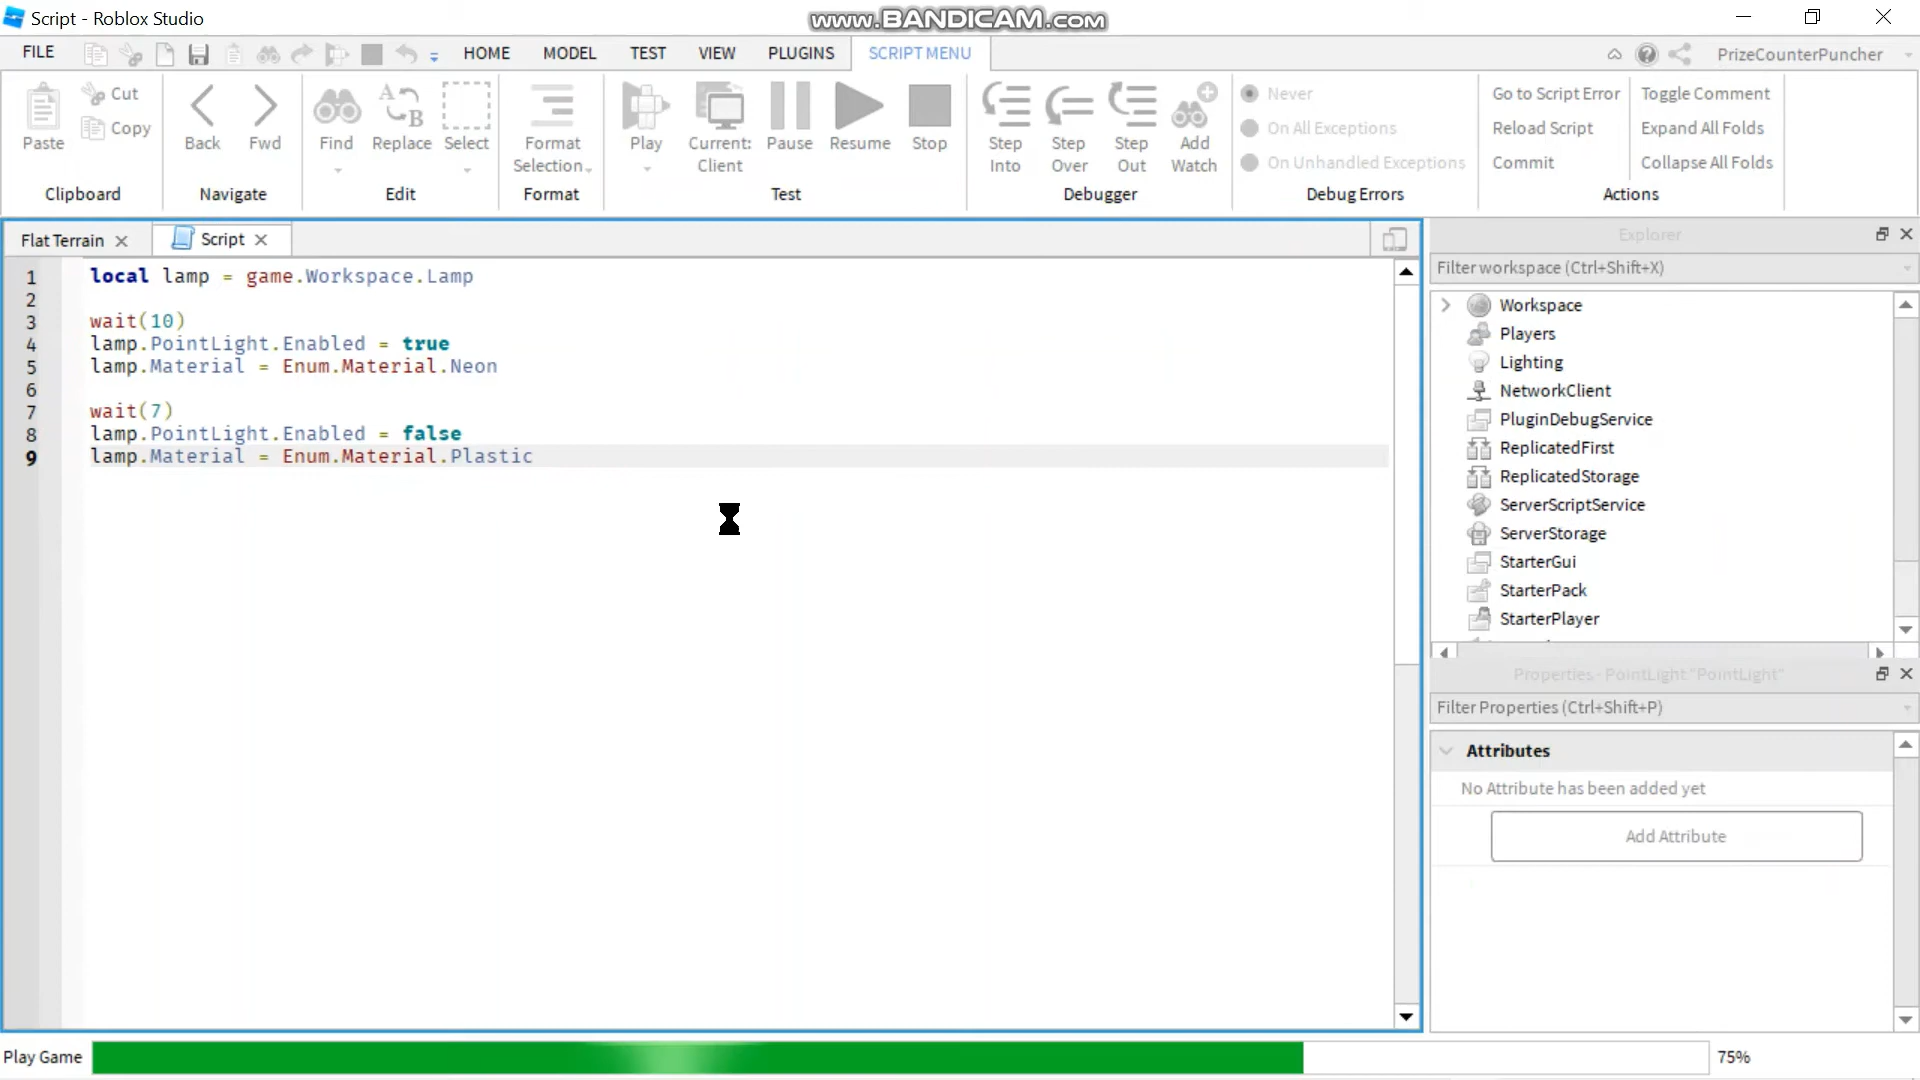 Script - Roblox Studio
www.BANDICAM.com
FILE
HOME
MODEL
TEST
VIEW
PLUGINS
SCRIPT MENU
PrizeCounterPuncher
Paste
Cut
Copy
Clipboard
Back
Fwd
Navigate
Find
Replace
Select
Edit
Format
Selection
Format
Play
Current:
Client
Pause
Resume
Stop
Test
Step
Into
Step
Over
Step
Out
Add
Watch
Debugger
Never
On All Exceptions
On Unhandled Exceptions
Debug Errors
Go to Script Error
Reload Script
Commit
Toggle Comment
Expand All Folds
Collapse All Folds
Actions
Flat Terrain
Script
1 local lamp = game.Workspace.Lamp
2
3 wait(10)
4 lamp.PointLight.Enabled = true
5 lamp.Material = Enum.Material.Neon
6
7 wait(7)
8 lamp.PointLight.Enabled = false
9 lamp.Material = Enum.Material.Plastic
Explorer
Filter workspace (Ctrl+Shift+X)
Workspace
Players
Lighting
NetworkClient
PluginDebugService
ReplicatedFirst
ReplicatedStorage
ServerScriptService
ServerStorage
StarterGui
StarterPack
StarterPlayer
Properties - PointLight "PointLight"
Filter Properties (Ctrl+Shift+P)
Attributes
No Attribute has been added yet
Add Attribute
Play Game
75%